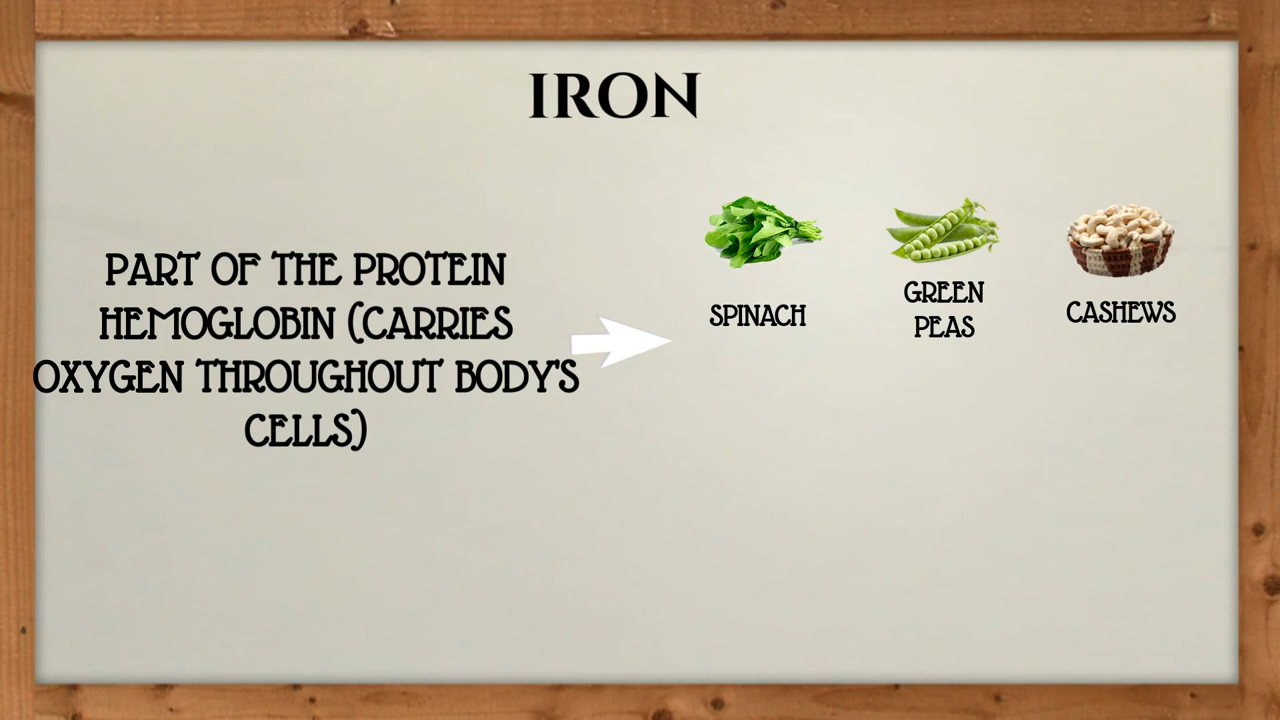 IRON
PART OF THE PROTEIN
HEMOGLOBIN (CARRIES
OXYGEN THROUGHOUT BODY'S
CELLS)
SPINACH
GREEN
PEAS
CASHEWS